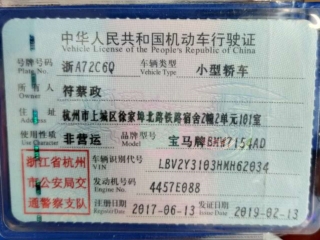 中华人民共和国机动车行驶证
Vehicle License of the People's Republic of China
号牌号码 浙A72C6Q 车辆类型 小型轿车
Plate No. Vehicle Type
所有人 符蔡政
Owner
住址 杭州市上城区徐家埠北路铁路宿舍2幢2单元101室
Address
使用性质 非营运 宝马牌BMW7154AD
Use Character
浙江省杭州 车辆识别代号 LBV2Y3103HMH62034
VIN
市公安局交 发动机号码 4457E088
Engine No.
通警察支队 注册日期 2017-06-13 发证日期 2019-02-13
Register Date Issue Date